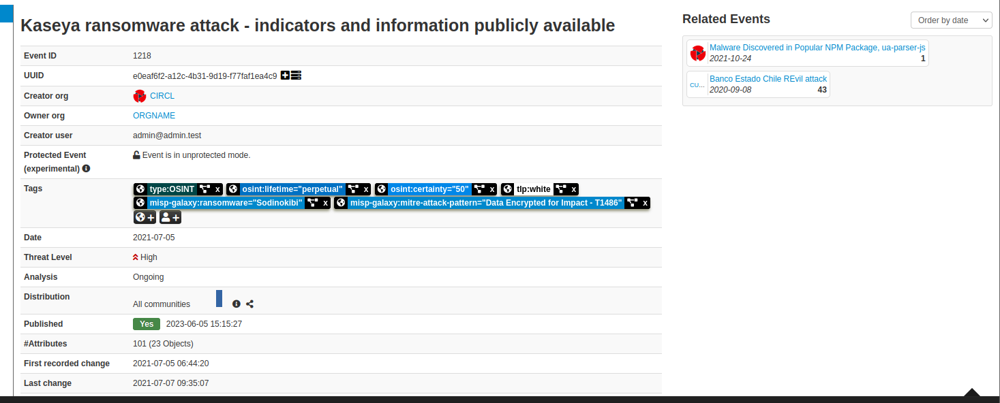 Kaseya ransomware attack - indicators and information publicly available
Event ID 1218
UUID e0eaf6f2-a12c-4b31-9d19-f77faf1ea4c9
Creator org CIRCL
Owner org ORGNAME
Creator user admin@admin.test
Protected Event (experimental) Event is in unprotected mode.
Tags type:OSINT x osint:lifetime="perpetual" x osint:certainty="50" x tlp:white x
misp-galaxy:ransomware="Sodinokibi" x misp-galaxy:mitre-attack-pattern="Data Encrypted for Impact - T1486" x
+ +
Date 2021-07-05
Threat Level High
Analysis Ongoing
Distribution All communities
Published Yes 2023-06-05 15:15:27
#Attributes 101 (23 Objects)
First recorded change 2021-07-05 06:44:20
Last change 2021-07-07 09:35:07
Related Events
Order by date
Malware Discovered in Popular NPM Package, ua-parser-js
2021-10-24 1
CU... Banco Estado Chile REvil attack
2020-09-08 43